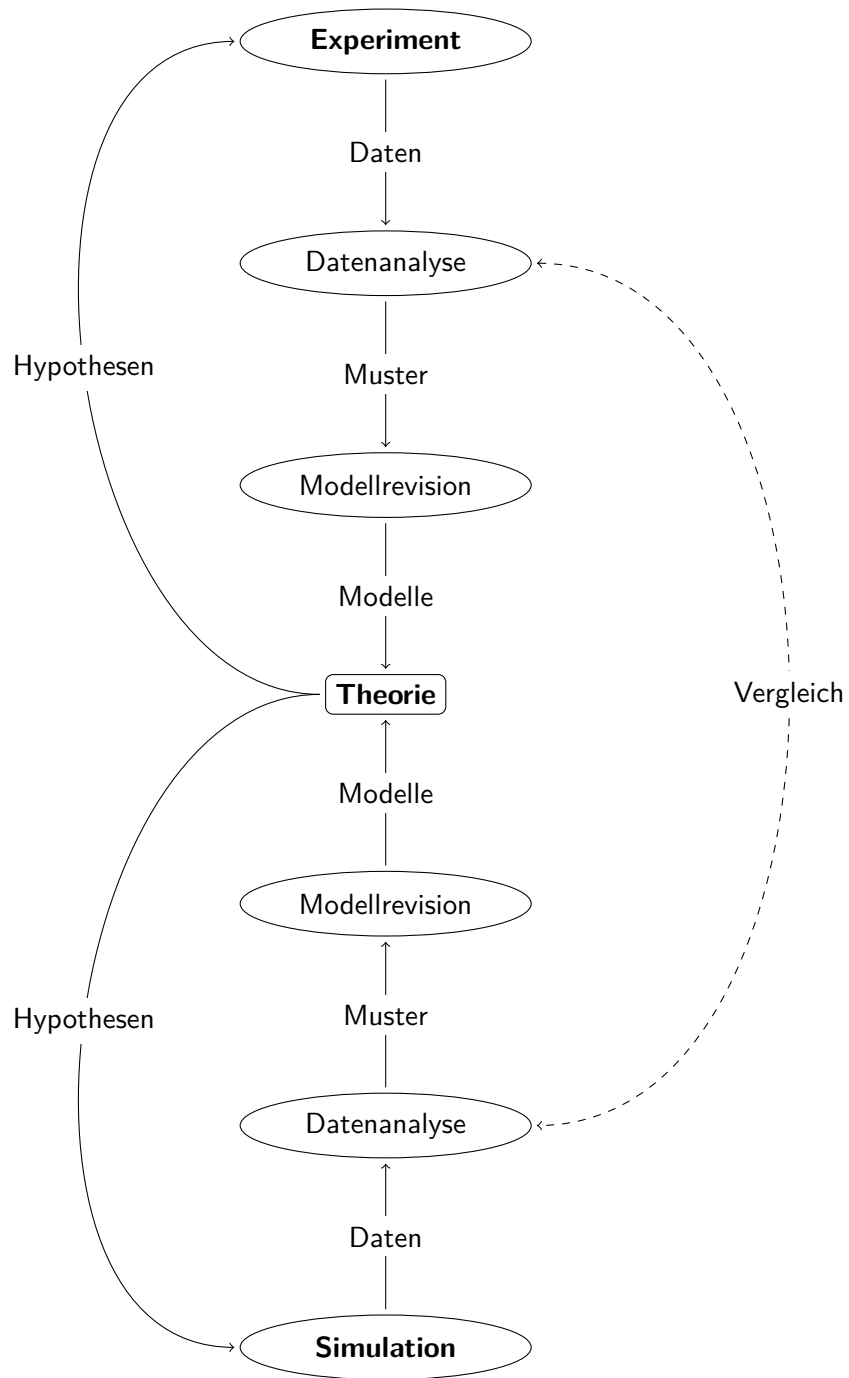 Experiment
Daten
Datenanalyse
Hypothesen
Muster
Modellrevision
Modelle
Theorie
Vergleich
Modelle
Modellrevision
Hypothesen
Muster
Datenanalyse
Daten
Simulation